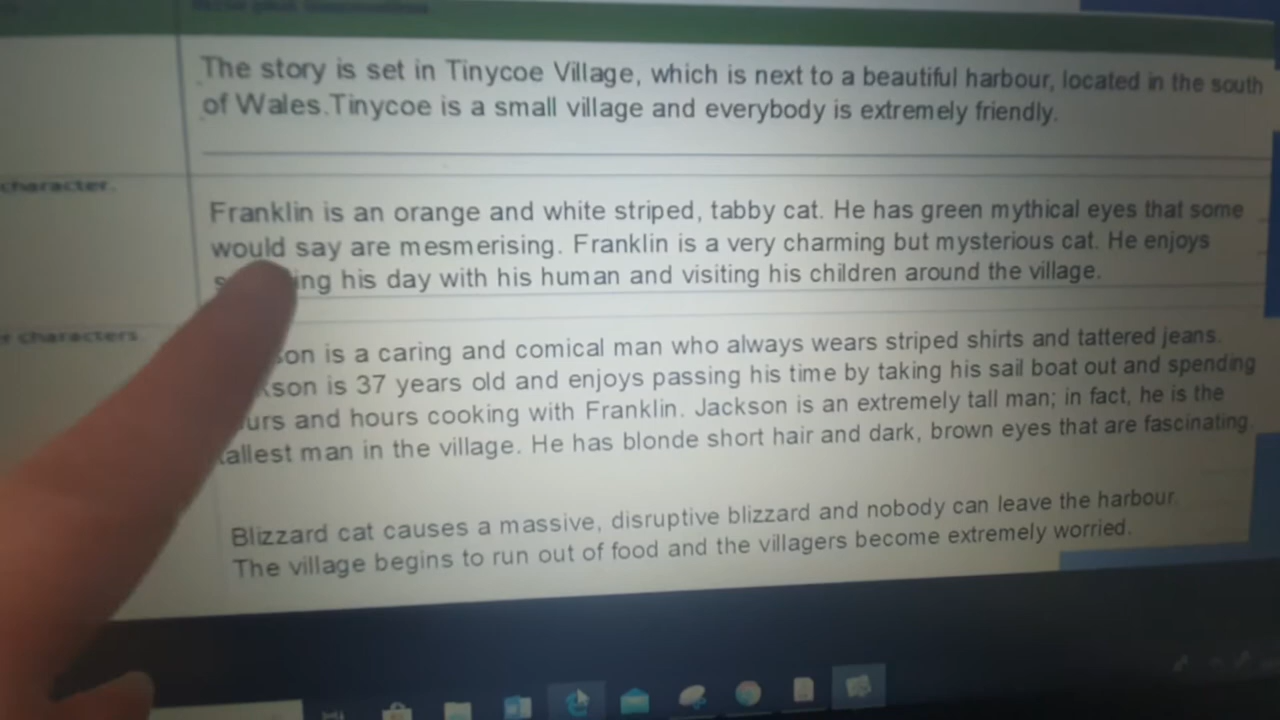 The story is set in Tinycoe Village, which is next to a beautiful harbour, located in the south
of Wales.Tinycoe is a small village and everybody is extremely friendly.
character.
Franklin is an orange and white striped, tabby cat. He has green mythical eyes that some
would say are mesmerising. Franklin is a very charming but mysterious cat. He enjoys
his day with his human and visiting his children around the village.
characters
is a caring and comical man who always wears striped shirts and tattered jeans.
is 37 years old and enjoys passing his time by taking his sail boat out and spending
and hours cooking with Franklin. Jackson is an extremely tall man; in fact, he is the
tallest man in the village. He has blonde short hair and dark, brown eyes that are fascinating.
Blizzard cat causes a massive, disruptive blizzard and nobody can leave the harbour.
The village begins to run out of food and the villagers become extremely worried.